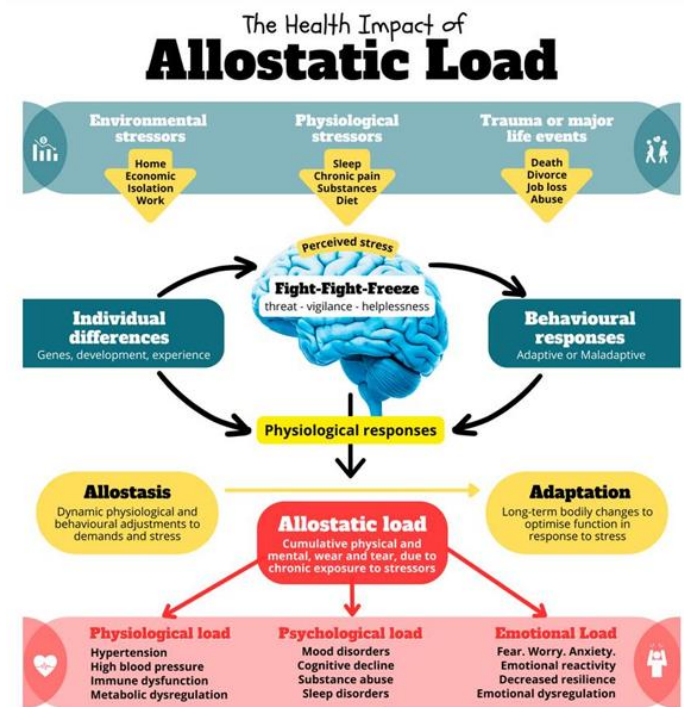 The Health Impact of
Allostatic Load
Environmental
stressors
Home
Economic
Isolation
Work
Physiological
stressors
Sleep
Chronic pain
Substances
Diet
Trauma or major
life events
Death
Divorce
Job loss
Abuse
Perceived stress
Fight-Fight-Freeze
threat - vigilance - helplessness
Individual
differences
Genes, development, experience
Behavioural
responses
Adaptive or Maladaptive
Physiological responses
Allostasis
Dynamic physiological and
behavioural adjustments to
demands and stress
Adaptation
Long-term bodily changes to
optimise function in
response to stress
Allostatic load
Cumulative physical and
mental, wear and tear, due to
chronic exposure to stressors
Physiological load
Hypertension
High blood pressure
Immune dysfunction
Metabolic dysregulation
Psychological load
Mood disorders
Cognitive decline
Substance abuse
Sleep disorders
Emotional Load
Fear. Worry. Anxiety.
Emotional reactivity
Decreased resilience
Emotional dysregulation